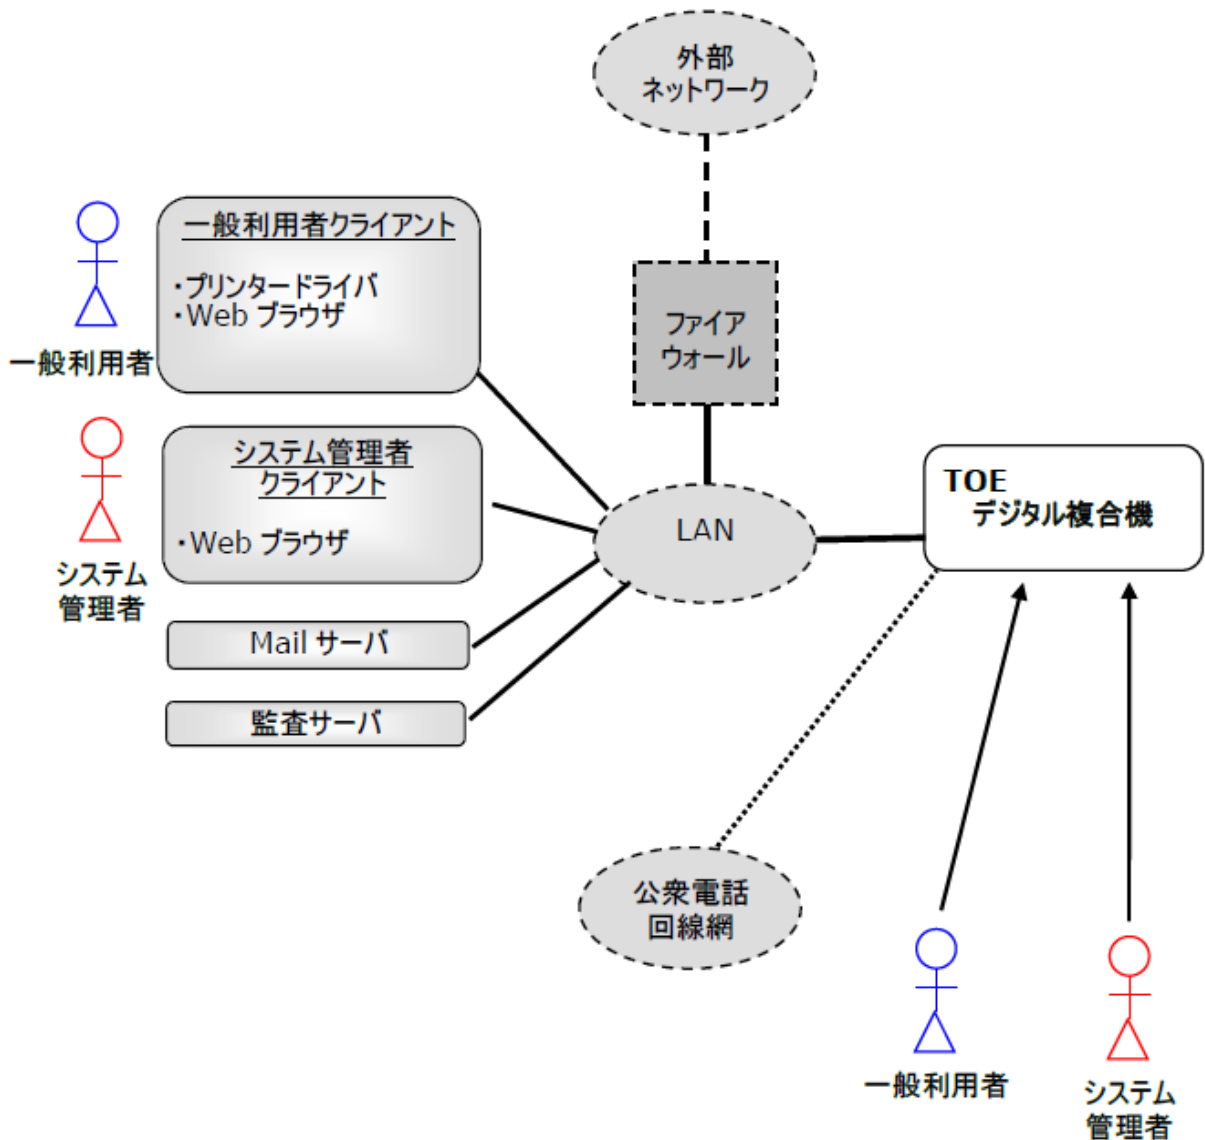 外部
ネットワーク
一般利用者クライアント
・プリンタードライバ
・Web ブラウザ
一般利用者
ファイア
ウォール
システム管理者
クライアント
・Web ブラウザ
システム
管理者
LAN
TOE
デジタル複合機
Mail サーバ
監査サーバ
公衆電話
回線網
一般利用者
システム
管理者